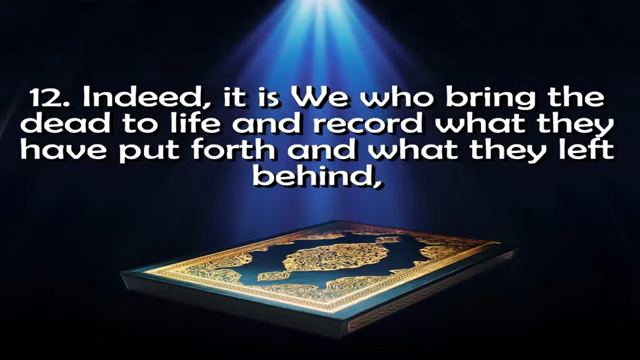 12. Indeed, it is We who bring the
dead to life and record what they
have put forth and what they left
behind,